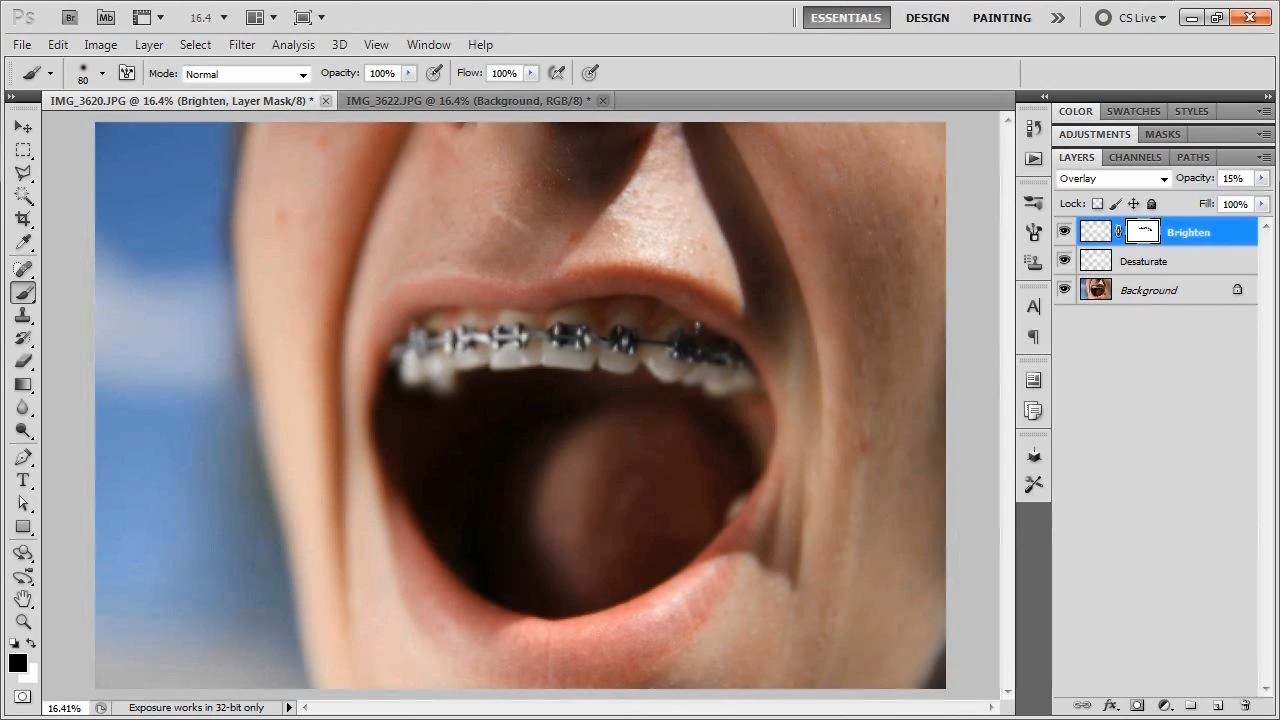 Ps Br Mb 16.4 ESSENTIALS DESIGN PAINTING CS Live
File Edit Image Layer Select Filter Analysis 3D View Window Help
80 Mode: Normal Opacity: 100% Flow: 100%
IMG_3620.JPG @ 16.4% (Brighten, Layer Mask/8) * IMG_3622.JPG @ 16.4% (Background, RGB/8) *
COLOR SWATCHES STYLES
ADJUSTMENTS MASKS
LAYERS CHANNELS PATHS
Overlay Opacity: 15%
Lock: Fill: 100%
Brighten
Desaturate
Background
16.41% Exposure works in 32-bit only